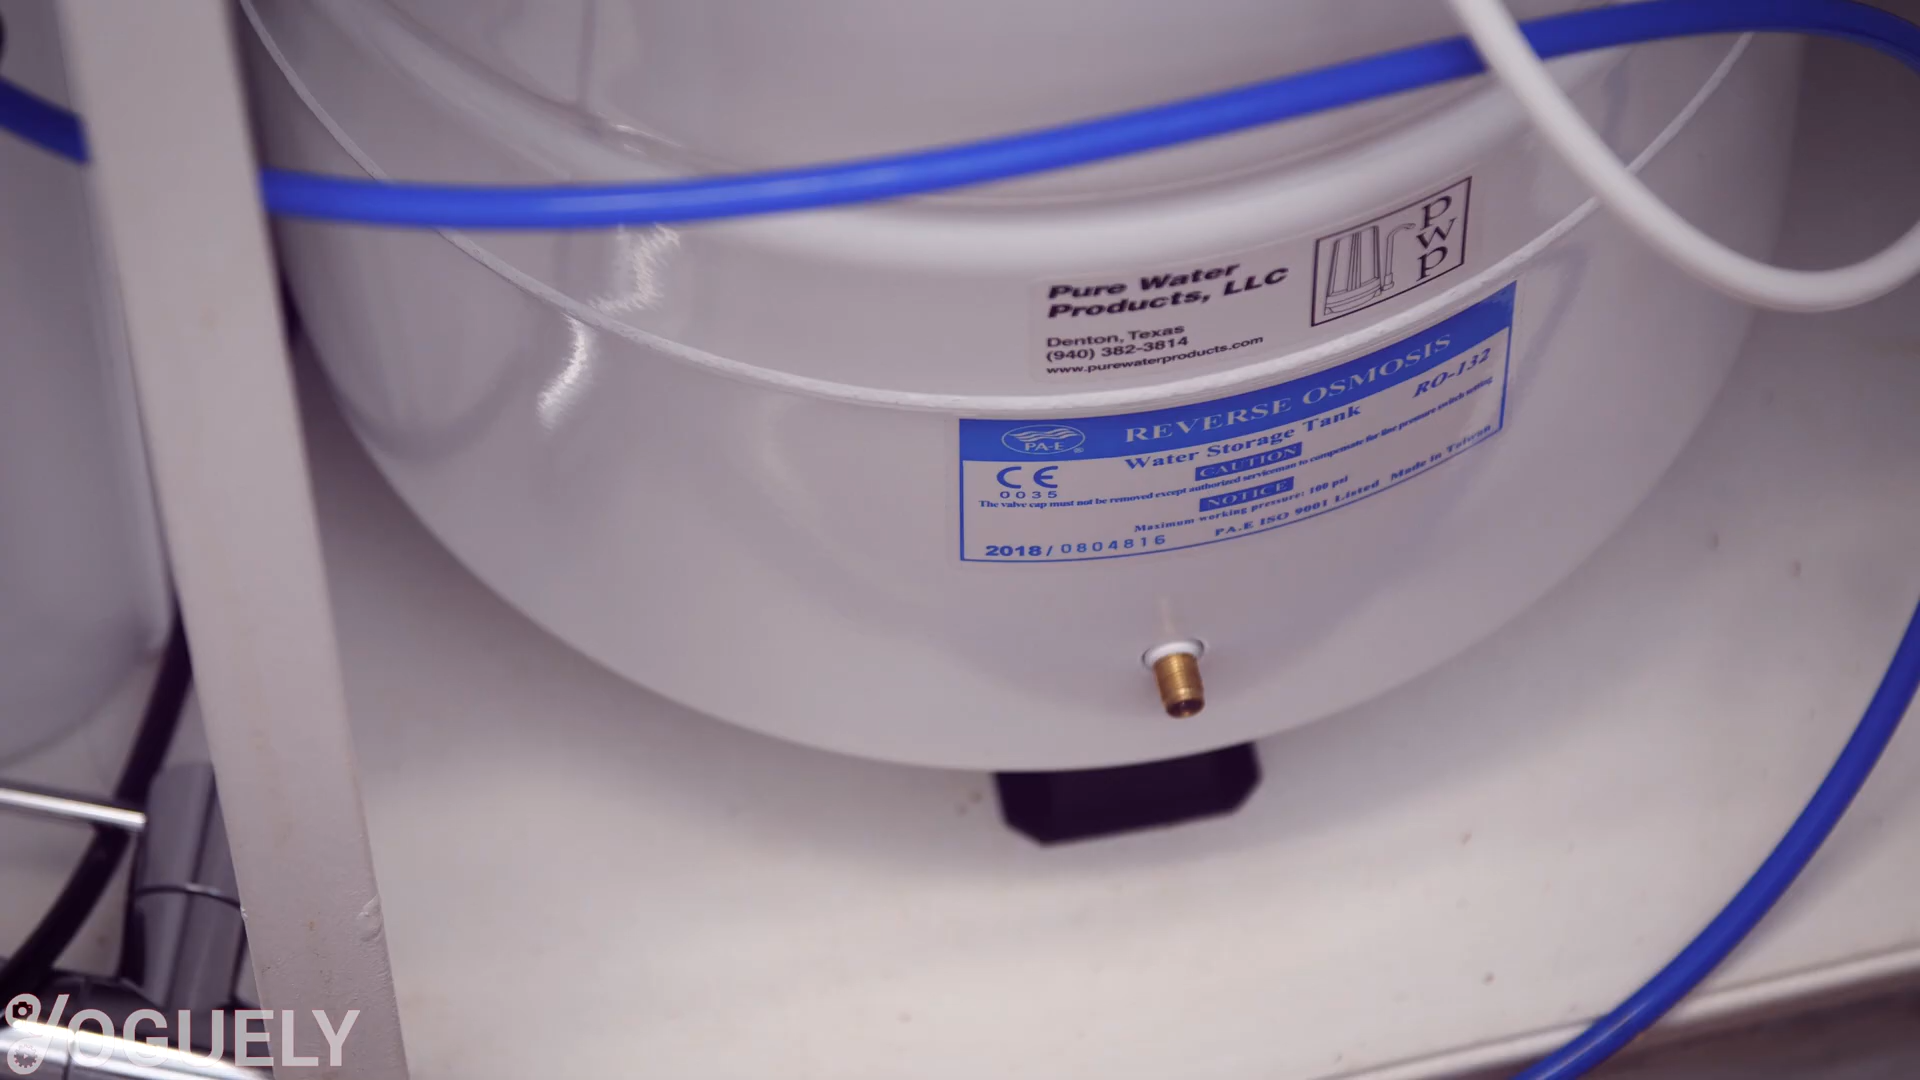 Pure Water
Products, LLC
Denton, Texas
(940) 382-3814
www.purewaterproducts.com
pwp
PA-E ®
REVERSE OSMOSIS
Water Storage Tank
RO-132
CE
0035
CAUTION
The valve cap must not be removed except authorized serviceman to compensate for line pressure switch setting
NOTICE
Maximum working pressure: 100 psi
PA.E ISO 9001 Listed Made in Taiwan
2018/0804816
VOGUELY